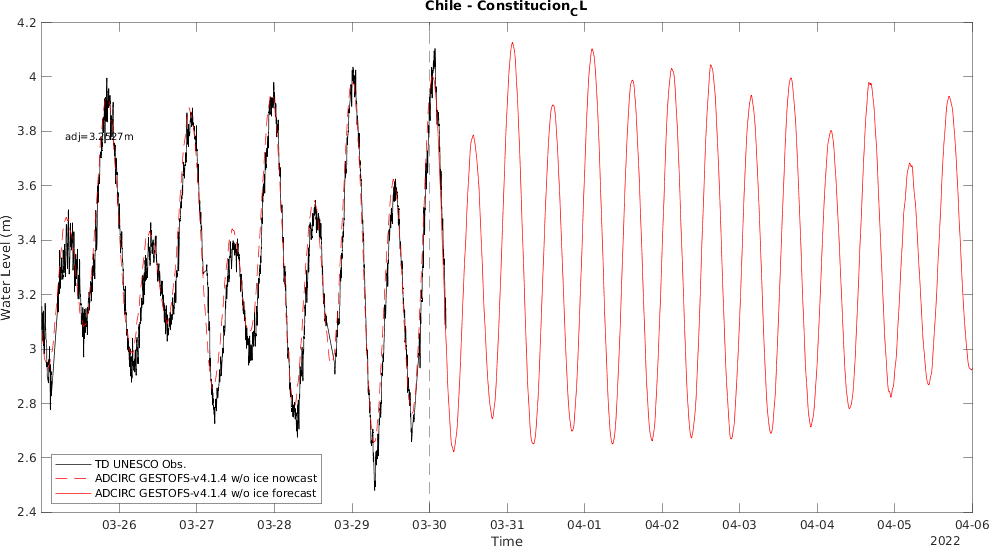 Chile - Constitucion_CL
4.2
4
3.8
3.6
3.4
3.2
3
2.8
2.6
2.4
Water Level (m)
adj=3.2527m
TD UNESCO Obs.
ADCIRC GESTOFS-v4.1.4 w/o ice nowcast
ADCIRC GESTOFS-v4.1.4 w/o ice forecast
03-26 03-27 03-28 03-29 03-30 03-31 04-01 04-02 04-03 04-04 04-05 04-06
Time
2022